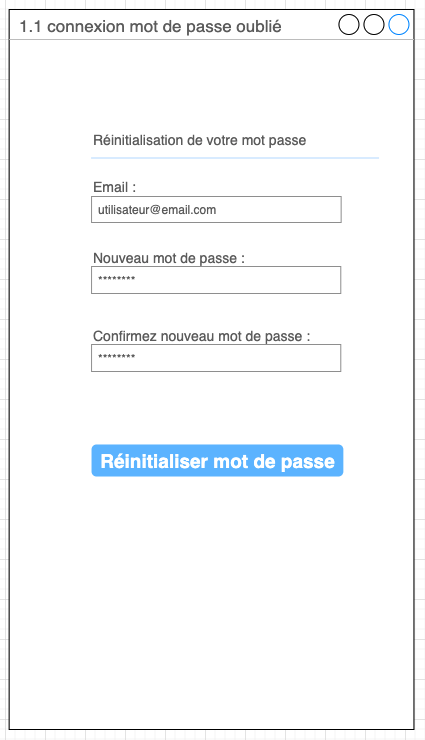 1.1 connexion mot de passe oublié
Réinitialisation de votre mot passe
Email :
utilisateur@email.com
Nouveau mot de passe :
********
Confirmez nouveau mot de passe :
********
Réinitialiser mot de passe